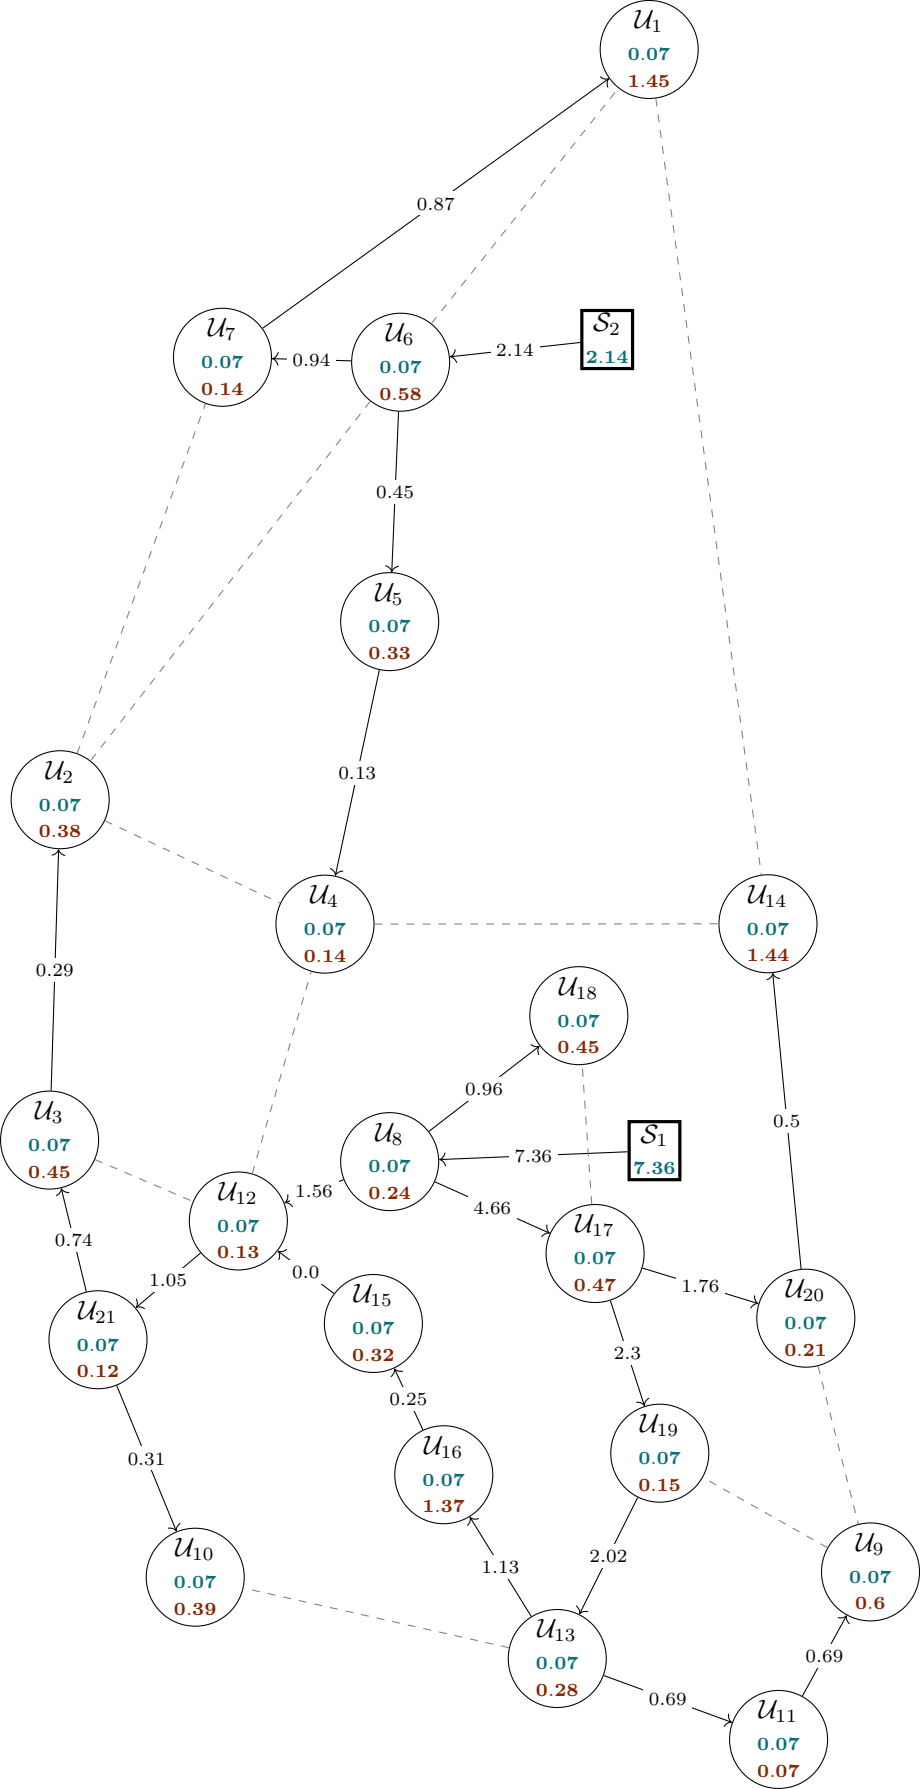 𝒰₁
0.07
1.45
0.87
𝒰₇
0.07
0.14
0.94
𝒰₆
0.07
0.58
2.14
𝒮₂
2.14
0.45
𝒰₅
0.07
0.33
0.13
𝒰₂
0.07
0.38
𝒰₄
0.07
0.14
𝒰₁₄
0.07
1.44
0.29
𝒰₁₈
0.07
0.45
0.96
0.5
𝒰₃
0.07
0.45
𝒰₈
0.07
0.24
7.36
𝒮₁
7.36
𝒰₁₂
0.07
0.13
1.56
4.66
𝒰₁₇
0.07
0.47
0.74
1.05
0.0
1.76
𝒰₂₁
0.07
0.12
𝒰₁₅
0.07
0.32
2.3
𝒰₂₀
0.07
0.21
0.25
0.31
𝒰₁₆
0.07
1.37
𝒰₁₉
0.07
0.15
𝒰₁₀
0.07
0.39
1.13
2.02
𝒰₉
0.07
0.6
𝒰₁₃
0.07
0.28
0.69
0.69
𝒰₁₁
0.07
0.07